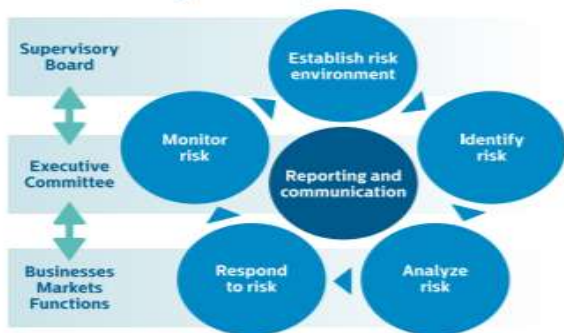 Supervisory
Board
Establish risk
environment
Monitor
risk
Identify
risk
Executive
Committee
Reporting and
communication
Businesses
Markets
Functions
Respond
to risk
Analyze
risk